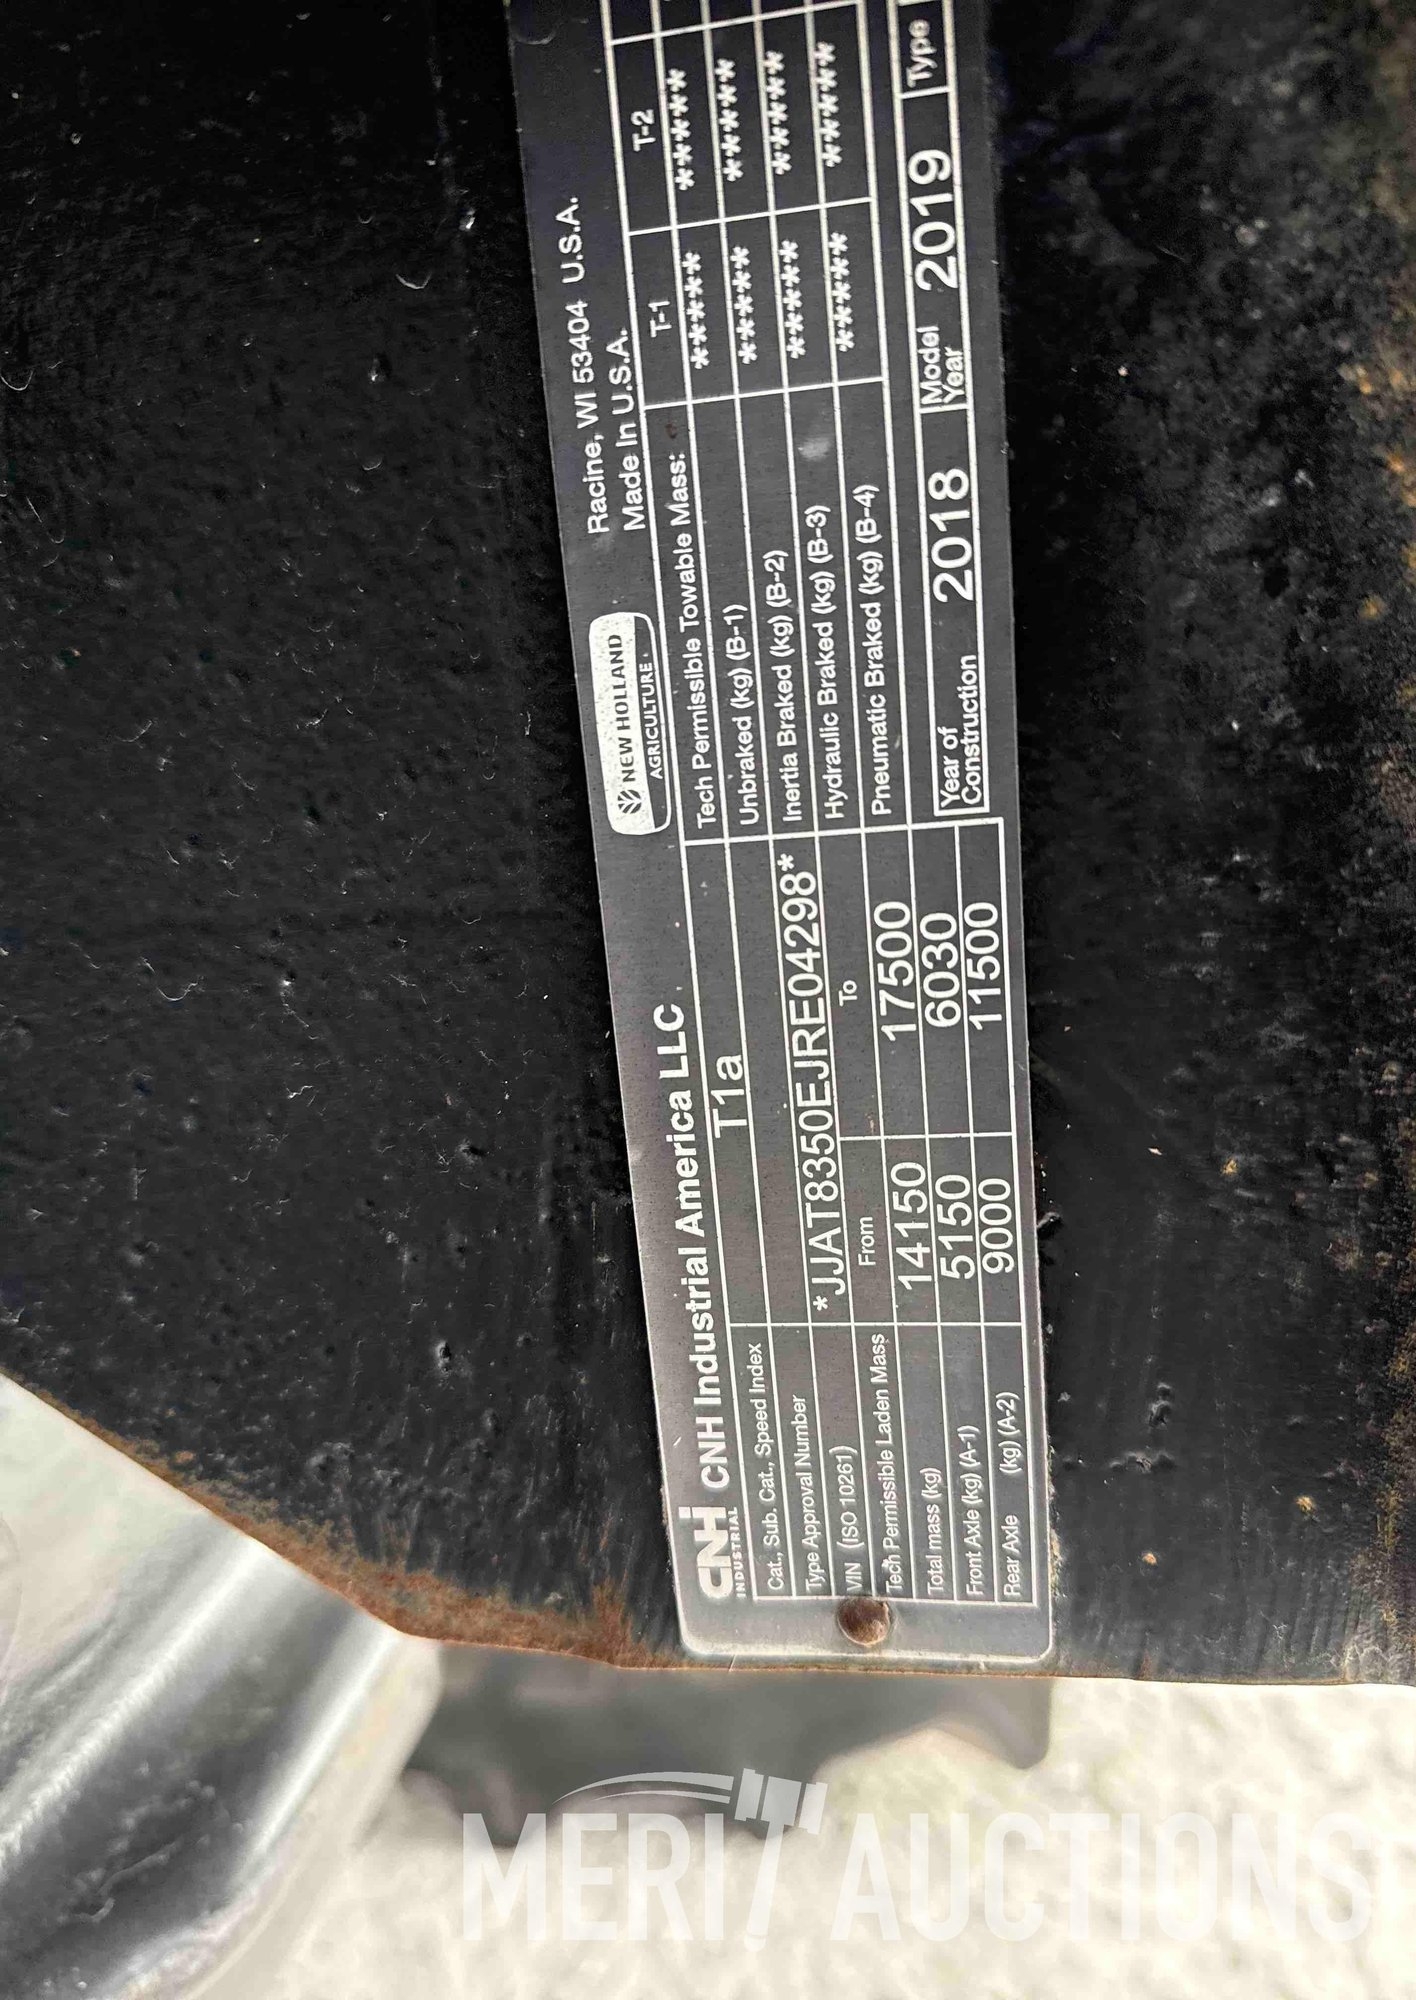 CNH INDUSTRIAL CNH Industrial America LLC
NEW HOLLAND
AGRICULTURE
Racine, WI 53404 U.S.A.
Made In U.S.A.
Cat., Sub. Cat., Speed Index T1a
Type Approval Number
VIN (ISO 10261) *JJAT8350EJRE04298*
Tech Permissible Laden Mass From To
Total mass (kg) 14150 17500
Front Axle (kg) (A-1) 5150 6030
Rear Axle (kg) (A-2) 9000 11500
Tech Permissible Towable Mass: T-1 T-2
Unbraked (kg) (B-1) ***** *****
Inertia Braked (kg) (B-2) ***** *****
Hydraulic Braked (kg) (B-3) ***** *****
Pneumatic Braked (kg) (B-4) ***** *****
Year of Construction 2018 Model Year 2019 Type
MERIT AUCTIONS